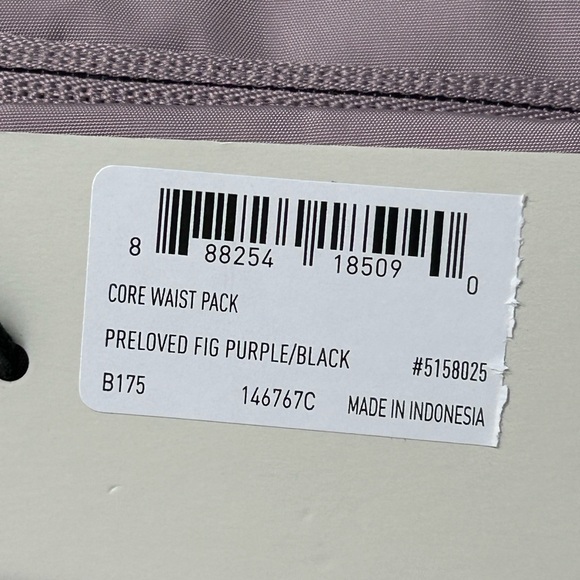 8 88254 18509 0
CORE WAIST PACK
PRELOVED FIG PURPLE/BLACK #5158025
B175 146767C MADE IN INDONESIA